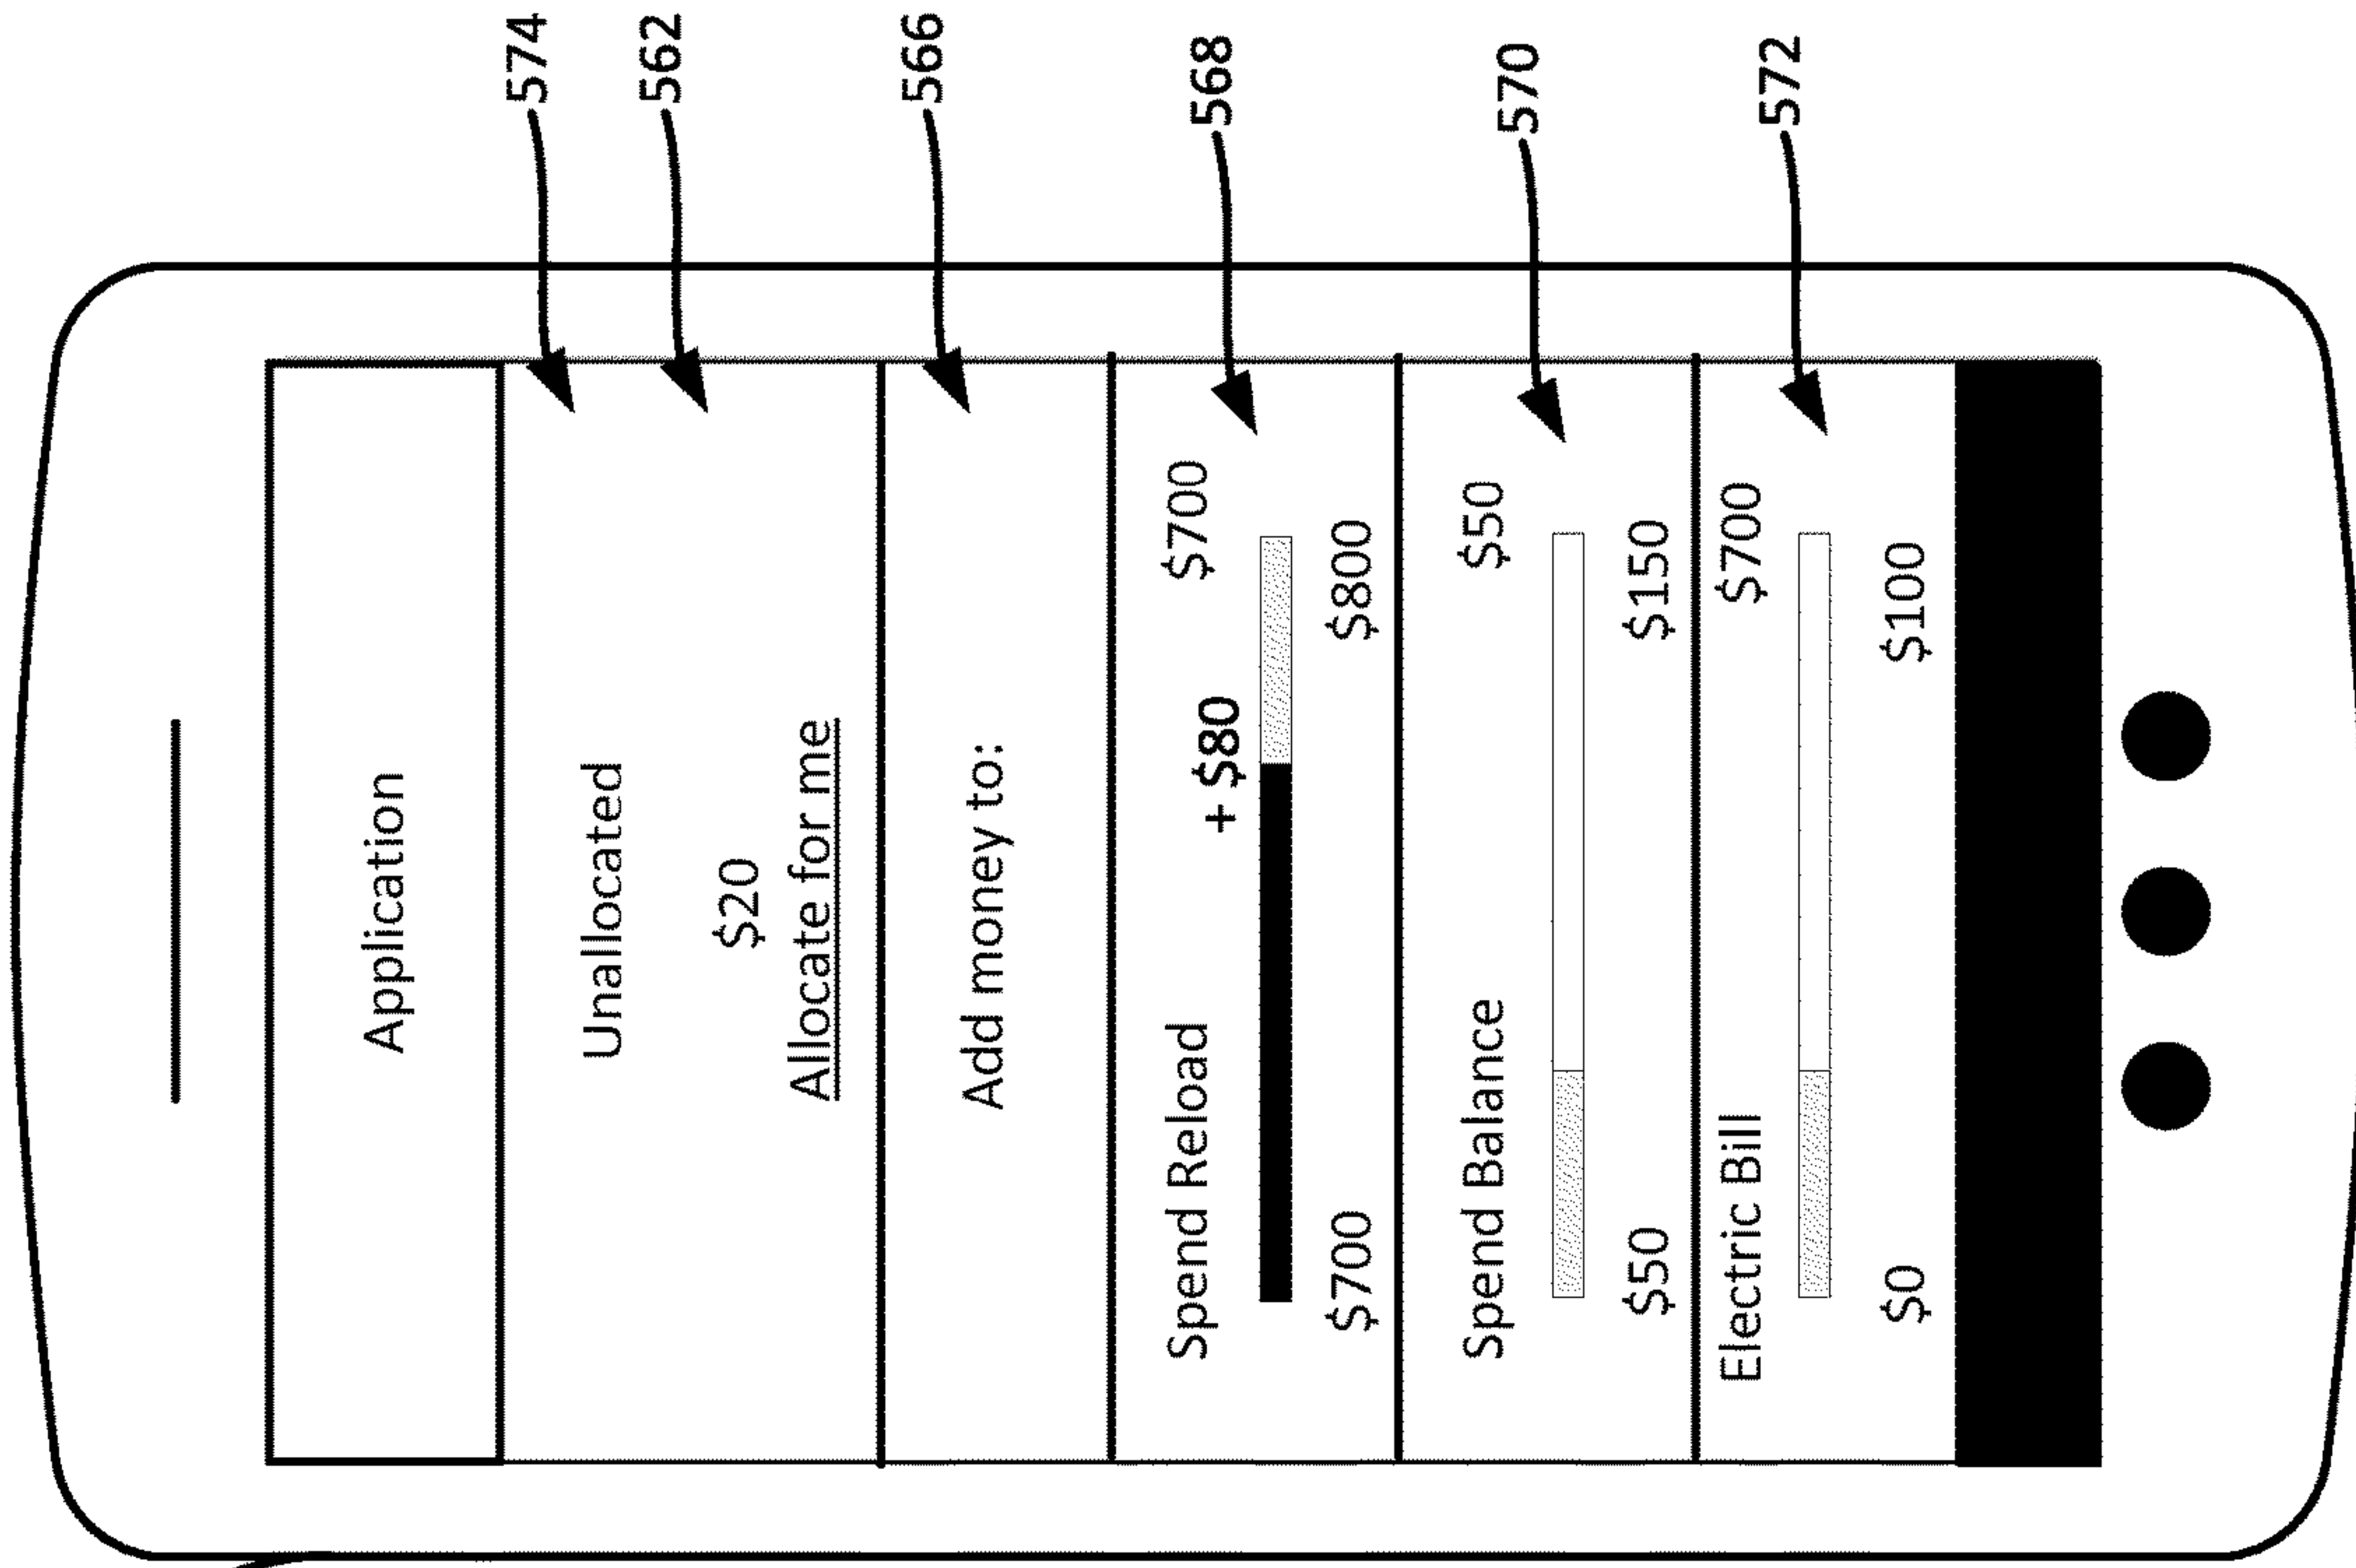 Application
574
Unallocated
562
$20
Allocate for me
566
Add money to:
568
Spend Reload $700
+ $80
$700 $800
570
Spend Balance $50
$50 $150
572
Electric Bill $700
$0 $100